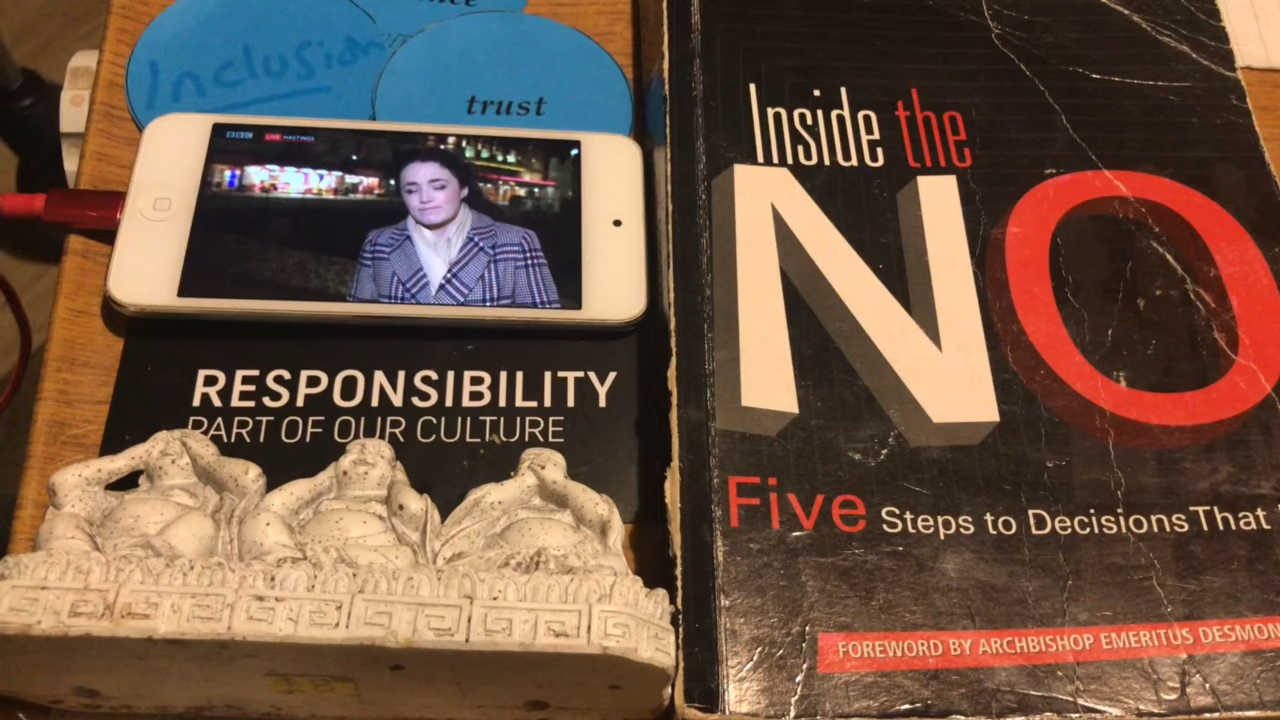 Inclusion
trust
BBC
LIVE HASTINGS
RESPONSIBILITY
PART OF OUR CULTURE
Inside the
NO
Five Steps to Decisions That
FOREWORD BY ARCHBISHOP EMERITUS DESMON